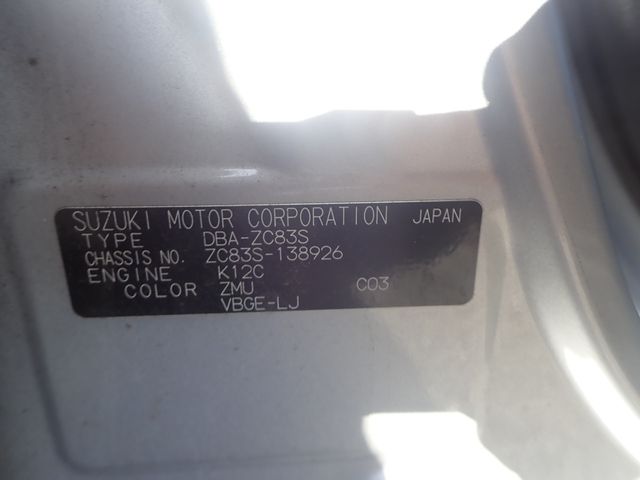 SUZUKI MOTOR CORPORATION JAPAN
TYPE DBA-ZC83S
CHASSIS NO. ZC83S-138926
ENGINE K12C
COLOR ZMU C03
VBGE-LJ